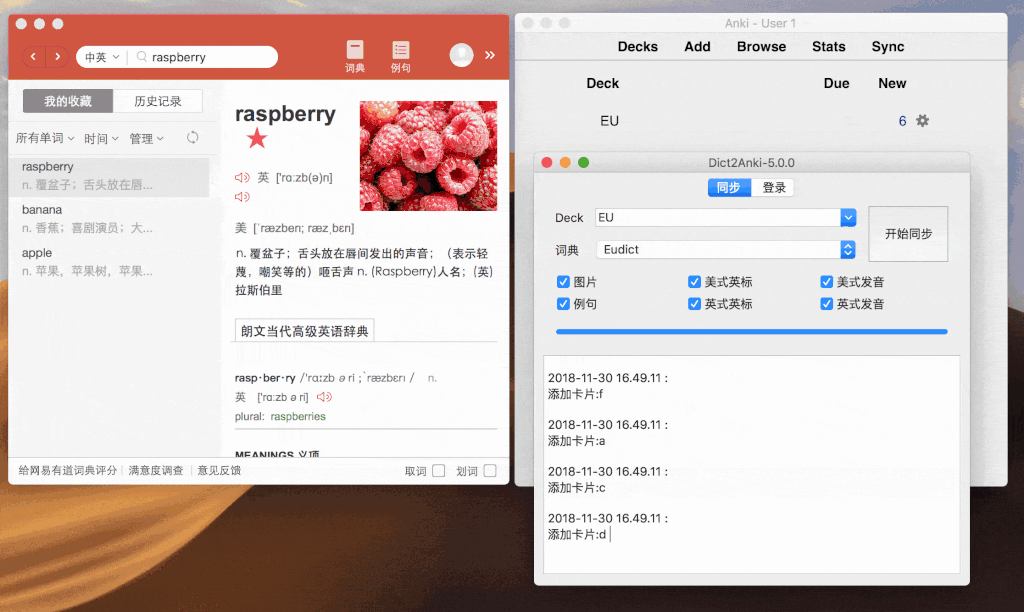 中英
raspberry
词典
例句
我的收藏
历史记录
所有单词
时间
管理
raspberry
n. 覆盆子；舌头放在唇...
banana
n. 香蕉；喜剧演员；大...
apple
n. 苹果，苹果树，苹果...
raspberry
英 ['rɑːzb(ə)rɪ]
美 [ˈræzbɛrɪ; ræzˌbɛrɪ]
n. 覆盆子；舌头放在唇间发出的声音；（表示轻
蔑，嘲笑等的）咂舌声 n. (Raspberry)人名；(英)
拉斯伯里
朗文当代高级英语辞典
rasp·ber·ry /ˈrɑːzb ə ri ; ˈræzbɛrɪ / n.
英 ['rɑːzb ə ri]
plural: raspberries
MEANINGS 义项
给网易有道词典评分
满意度调查
意见反馈
取词
划词
Anki - User 1
Decks Add Browse Stats Sync
Deck Due New
EU 6
Dict2Anki-5.0.0
同步 登录
Deck EU
开始同步
词典 Eudict
图片 美式英标 美式发音
例句 英式英标 英式发音
2018-11-30 16.49.11 :
添加卡片:f
2018-11-30 16.49.11 :
添加卡片:a
2018-11-30 16.49.11 :
添加卡片:c
2018-11-30 16.49.11 :
添加卡片:d